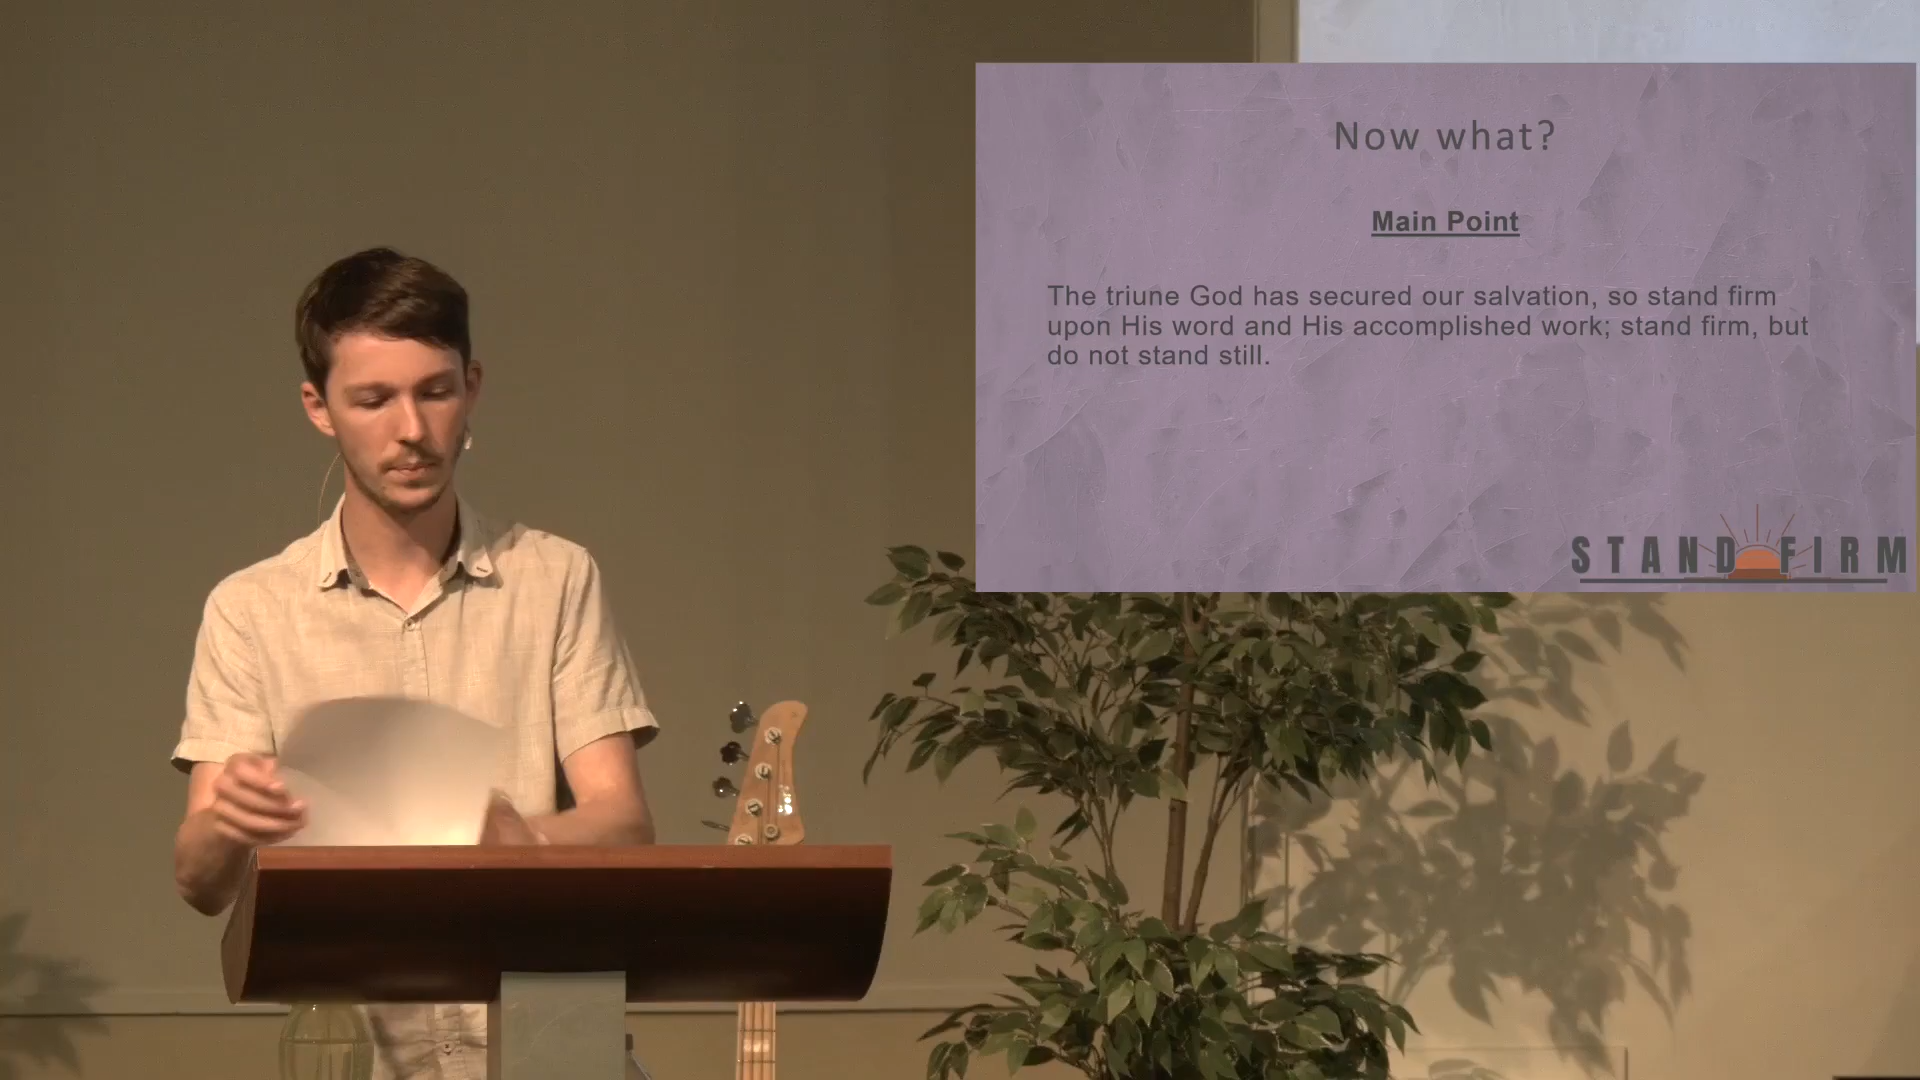 Now what?
Main Point
The triune God has secured our salvation, so stand firm
upon His word and His accomplished work; stand firm, but
do not stand still.
STAND FIRM